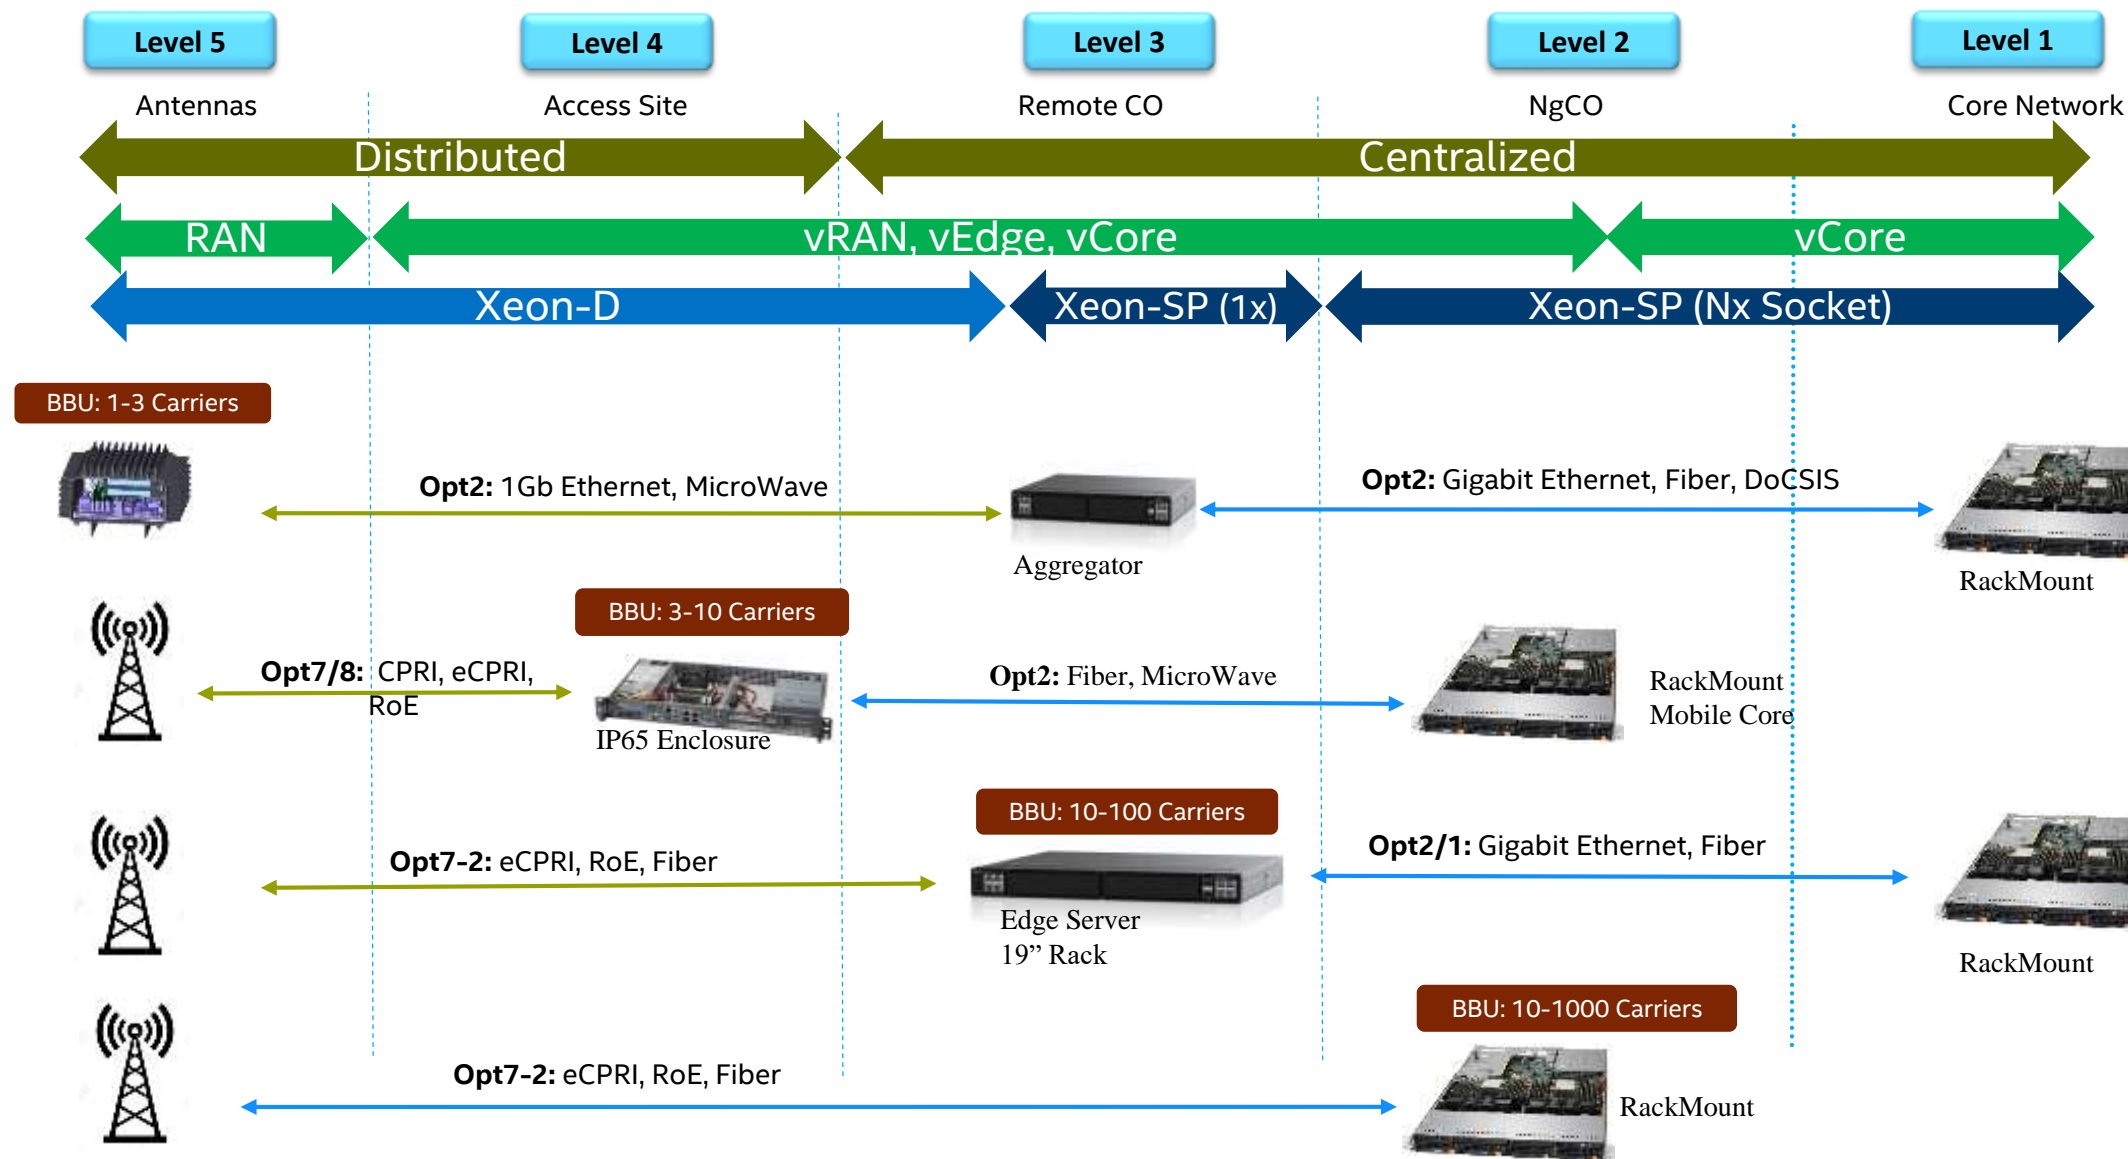 Level 5
Level 4
Level 3
Level 2
Level 1
Antennas
Access Site
Remote CO
NgCO
Core Network
Distributed
Centralized
RAN
vRAN, vEdge, vCore
vCore
Xeon-D
Xeon-SP (1x)
Xeon-SP (Nx Socket)
BBU: 1-3 Carriers
Opt2: 1Gb Ethernet, MicroWave
Opt2: Gigabit Ethernet, Fiber, DoCSIS
Aggregator
RackMount
BBU: 3-10 Carriers
Opt7/8: CPRI, eCPRI,
RoE
IP65 Enclosure
Opt2: Fiber, MicroWave
RackMount
Mobile Core
BBU: 10-100 Carriers
Opt7-2: eCPRI, RoE, Fiber
Opt2/1: Gigabit Ethernet, Fiber
Edge Server
19” Rack
RackMount
BBU: 10-1000 Carriers
Opt7-2: eCPRI, RoE, Fiber
RackMount